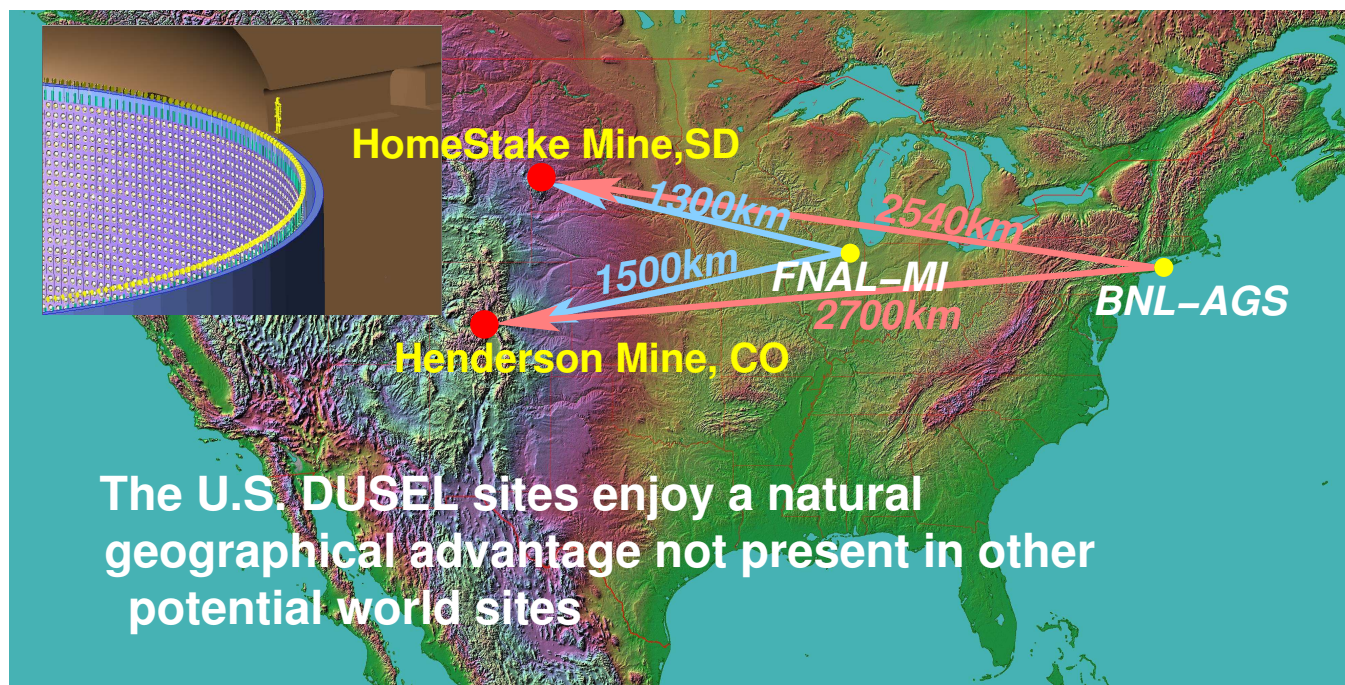 HomeStake Mine,SD
1300km
2540km
1500km
FNAL−MI
2700km
BNL−AGS
Henderson Mine, CO
The U.S. DUSEL sites enjoy a natural
geographical advantage not present in other
potential world sites